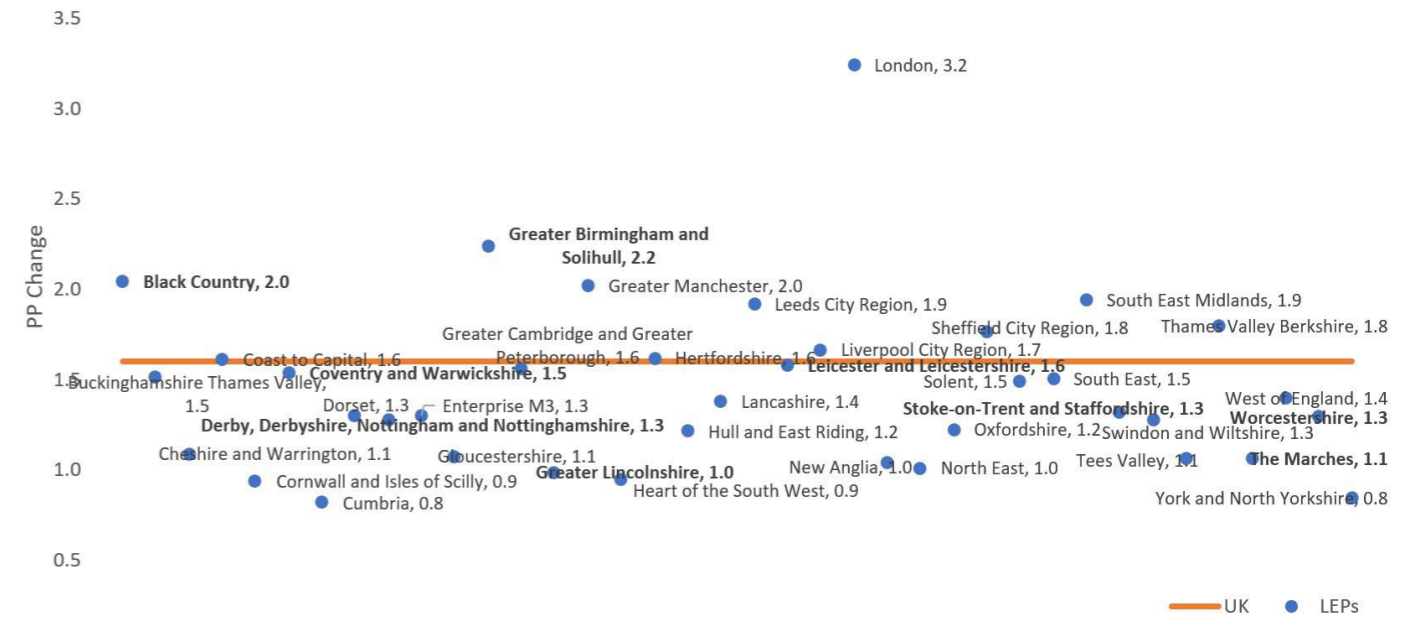 3.5
London, 3.2
3.0
2.5
PP Change
Greater Birmingham and
Solihull, 2.2
Black Country, 2.0
Greater Manchester, 2.0
2.0
South East Midlands, 1.9
Leeds City Region, 1.9
Sheffield City Region, 1.8
Thames Valley Berkshire, 1.8
Greater Cambridge and Greater
Peterborough, 1.6
Liverpool City Region, 1.7
Coast to Capital, 1.6
Hertfordshire, 1.6
Leicester and Leicestershire, 1.6
Coventry and Warwickshire, 1.5
1.5
Buckinghamshire Thames Valley,
1.5
Solent, 1.5
South East, 1.5
Dorset, 1.3
Enterprise M3, 1.3
Lancashire, 1.4
Stoke-on-Trent and Staffordshire, 1.3
West of England, 1.4
Worcestershire, 1.3
Derby, Derbyshire, Nottingham and Nottinghamshire, 1.3
Hull and East Riding, 1.2
Oxfordshire, 1.2
Swindon and Wiltshire, 1.3
Cheshire and Warrington, 1.1
Gloucestershire, 1.1
Tees Valley, 1.1
The Marches, 1.1
1.0
Greater Lincolnshire, 1.0
New Anglia, 1.0
North East, 1.0
Cornwall and Isles of Scilly, 0.9
Heart of the South West, 0.9
Cumbria, 0.8
York and North Yorkshire, 0.8
0.5
UK
LEPs